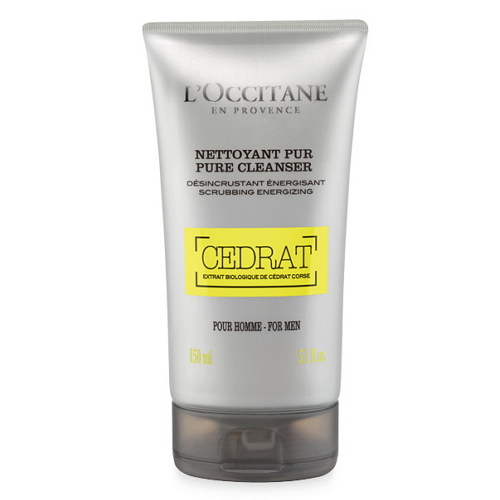 L'OCCITANE
EN PROVENCE
NETTOYANT PUR
PURE CLEANSER
DÉSINCRUSTANT ÉNERGISANT
SCRUBBING ENERGIZING
CEDRAT
EXTRAIT BIOLOGIQUE DE CÉDRAT CORSE
POUR HOMME - FOR MEN
150 ml